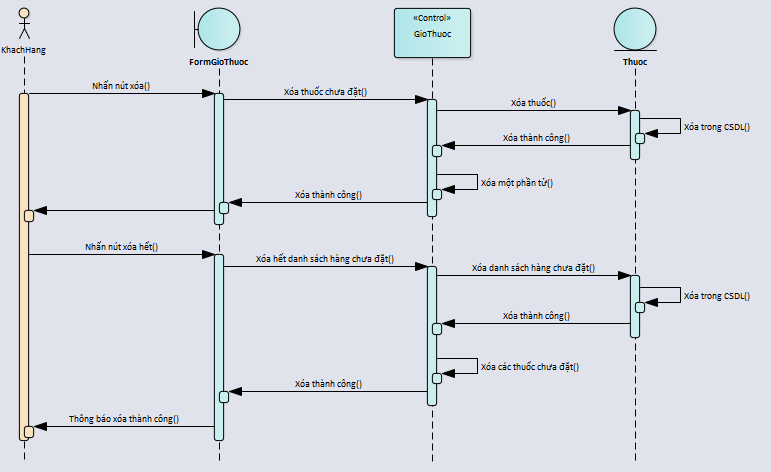 KhachHang
FormGioThuoc
«Control»
GioThuoc
Thuoc
Nhấn nút xóa()
Xóa thuốc chưa đặt()
Xóa thuốc()
Xóa trong CSDL()
Xóa thành công()
Xóa một phần tử()
Xóa thành công()
Nhấn nút xóa hết()
Xóa hết danh sách hàng chưa đặt()
Xóa danh sách hàng chưa đặt()
Xóa trong CSDL()
Xóa thành công()
Xóa các thuốc chưa đặt()
Xóa thành công()
Thông báo xóa thành công()